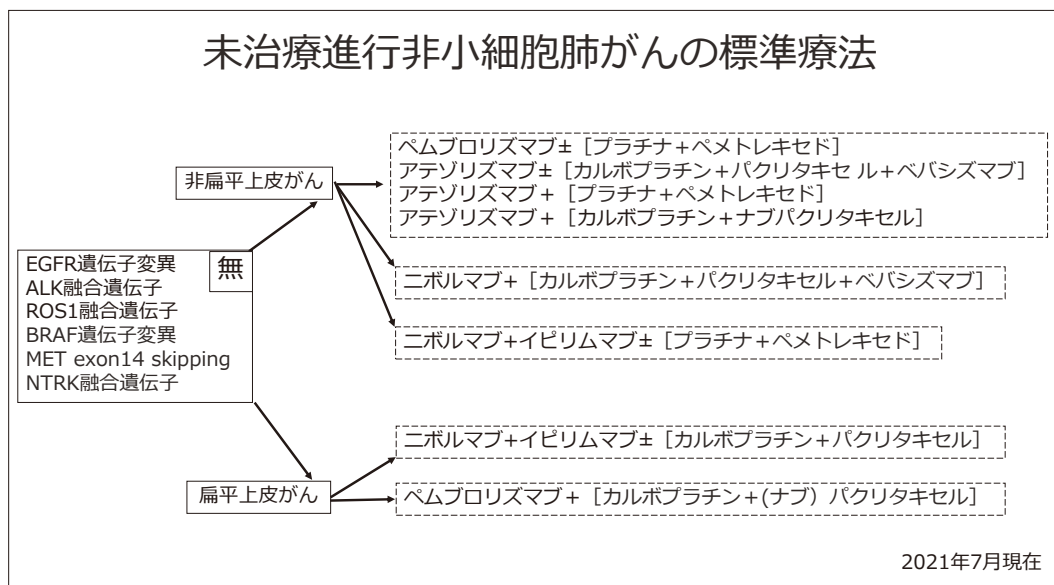 未治療進行非小細胞肺がんの標準療法
EGFR遺伝子変異
ALK融合遺伝子
ROS1融合遺伝子
BRAF遺伝子変異
MET exon14 skipping
NTRK融合遺伝子
無
非扁平上皮がん
ペムブロリズマブ±［プラチナ＋ペメトレキセド］
アテゾリズマブ±［カルボプラチン＋パクリタキセ ル＋ベバシズマブ］
アテゾリズマブ＋［プラチナ＋ペメトレキセド］
アテゾリズマブ＋［カルボプラチン＋ナブパクリタキセル］
ニボルマブ＋［カルボプラチン＋パクリタキセル＋ベバシズマブ］
ニボルマブ+イピリムマブ±［プラチナ＋ペメトレキセド］
扁平上皮がん
ニボルマブ+イピリムマブ±［カルボプラチン＋パクリタキセル］
ペムブロリズマブ＋［カルボプラチン＋(ナブ）パクリタキセル］
2021年7月現在